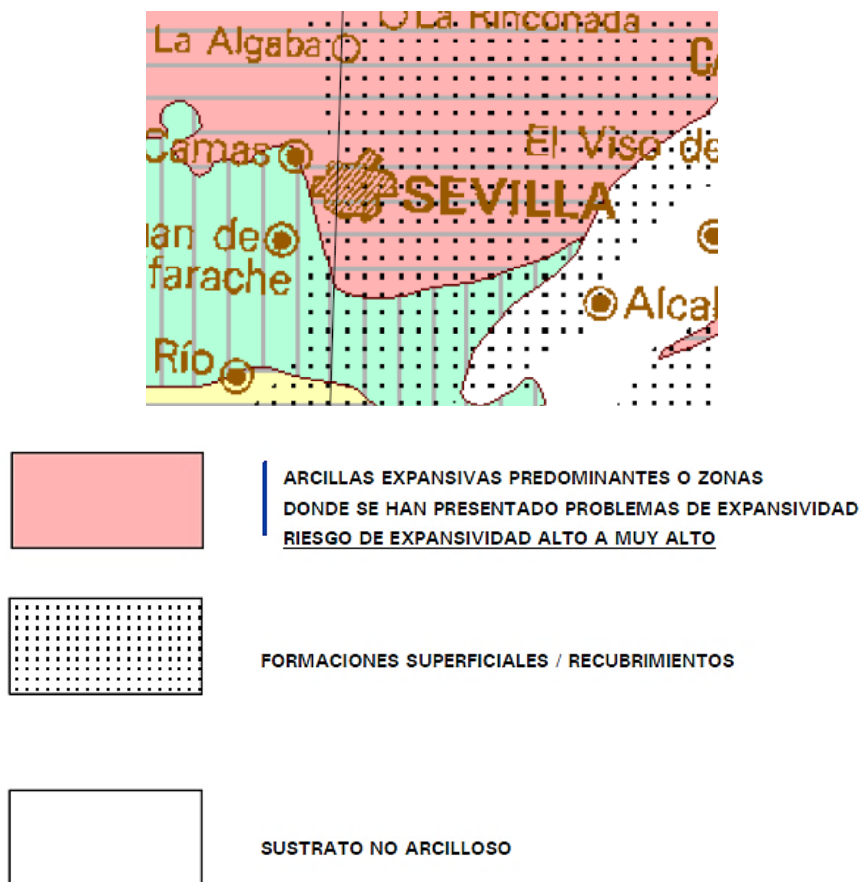 La Rinconada
La Algaba
CA
Camas
El Viso de
SEVILLA
an de
farache
Alcal
Río
ARCILLAS EXPANSIVAS PREDOMINANTES O ZONAS
DONDE SE HAN PRESENTADO PROBLEMAS DE EXPANSIVIDAD
RIESGO DE EXPANSIVIDAD ALTO A MUY ALTO
FORMACIONES SUPERFICIALES / RECUBRIMIENTOS
SUSTRATO NO ARCILLOSO